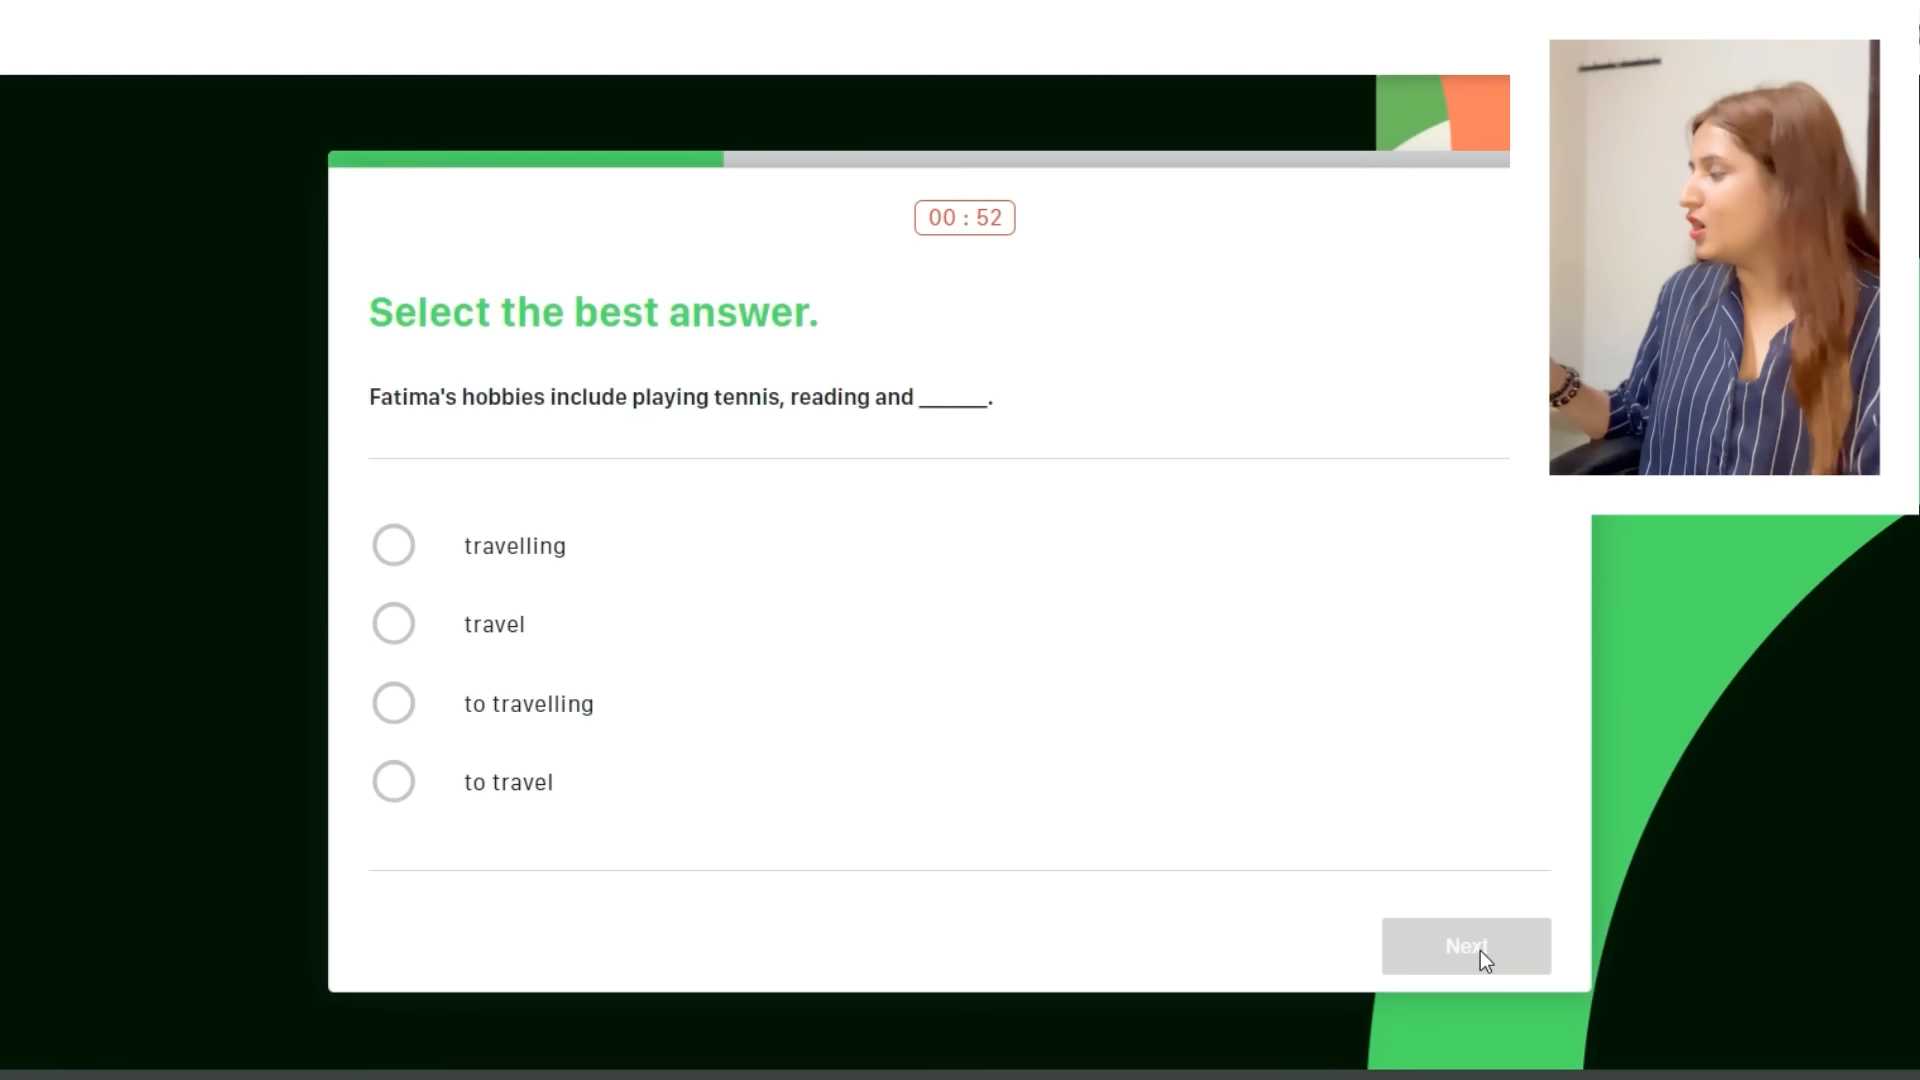 00 : 52
Select the best answer.
Fatima's hobbies include playing tennis, reading and ______.
travelling
travel
to travelling
to travel
Next